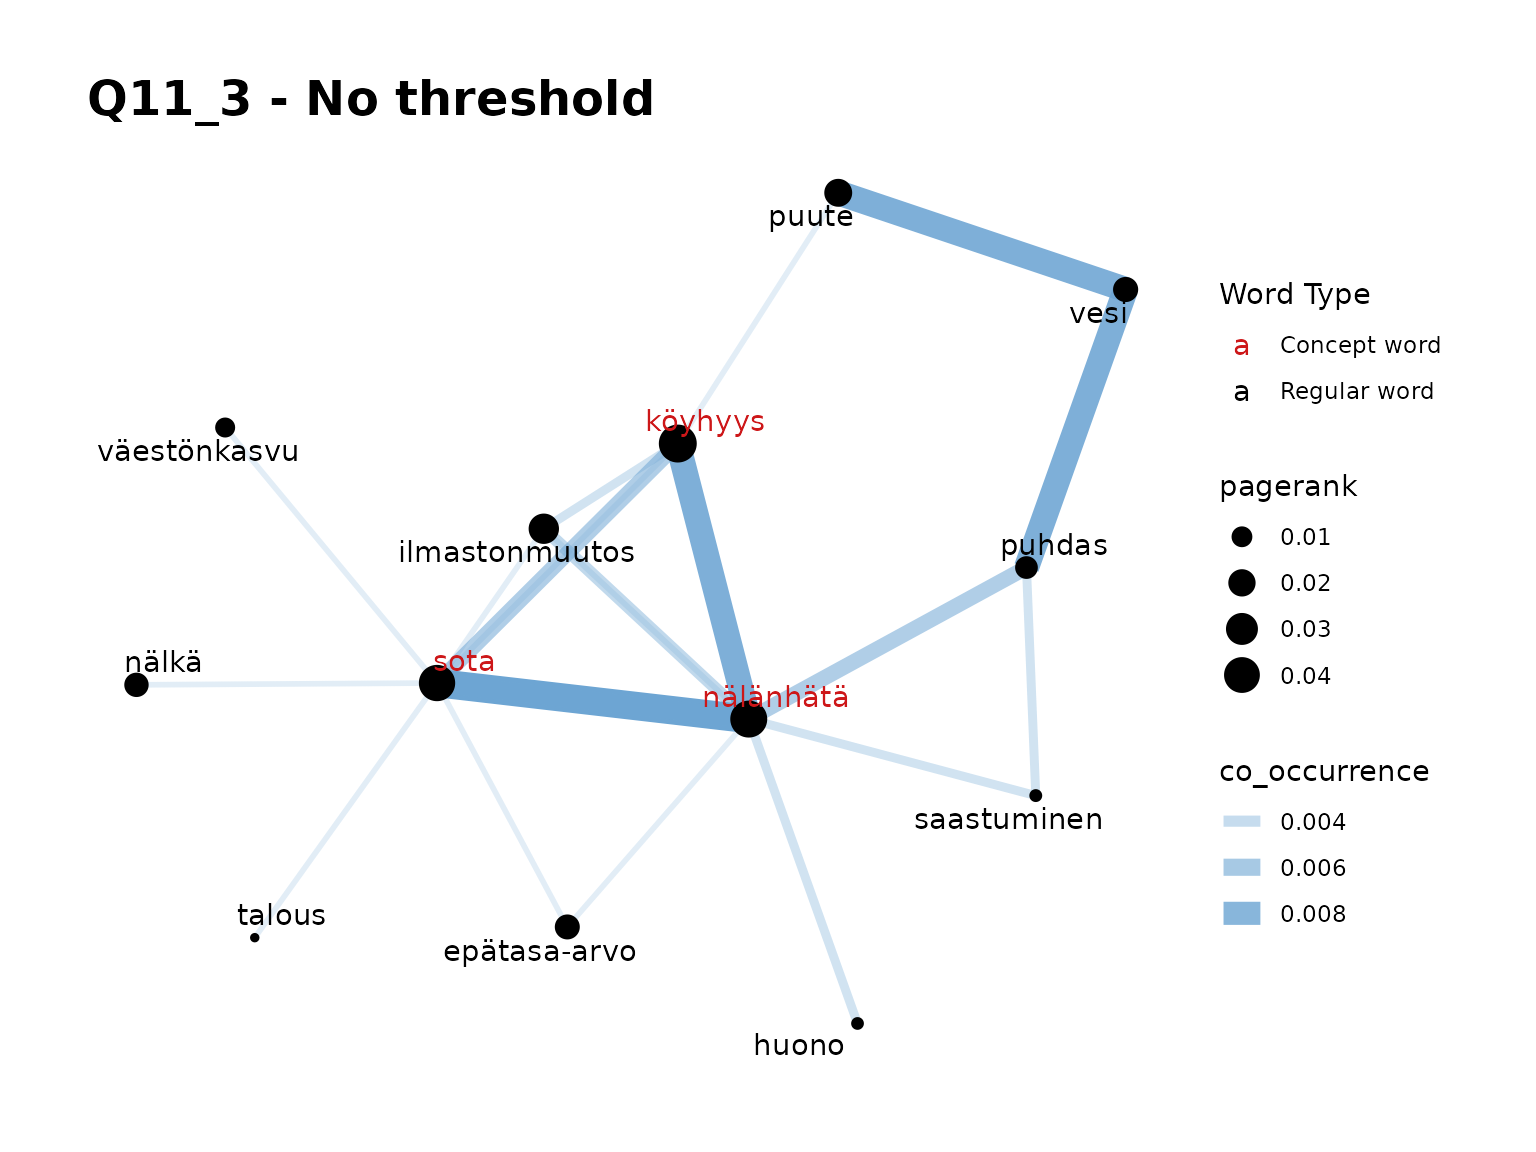 Q11_3 - No threshold
puute
vesi
köyhyys
väestönkasvu
ilmastonmuutos
puhdas
nälkä
sota
nälänhätä
saastuminen
talous
epätasa-arvo
huono
Word Type
a Concept word
a Regular word
pagerank
0.01
0.02
0.03
0.04
co_occurrence
0.004
0.006
0.008